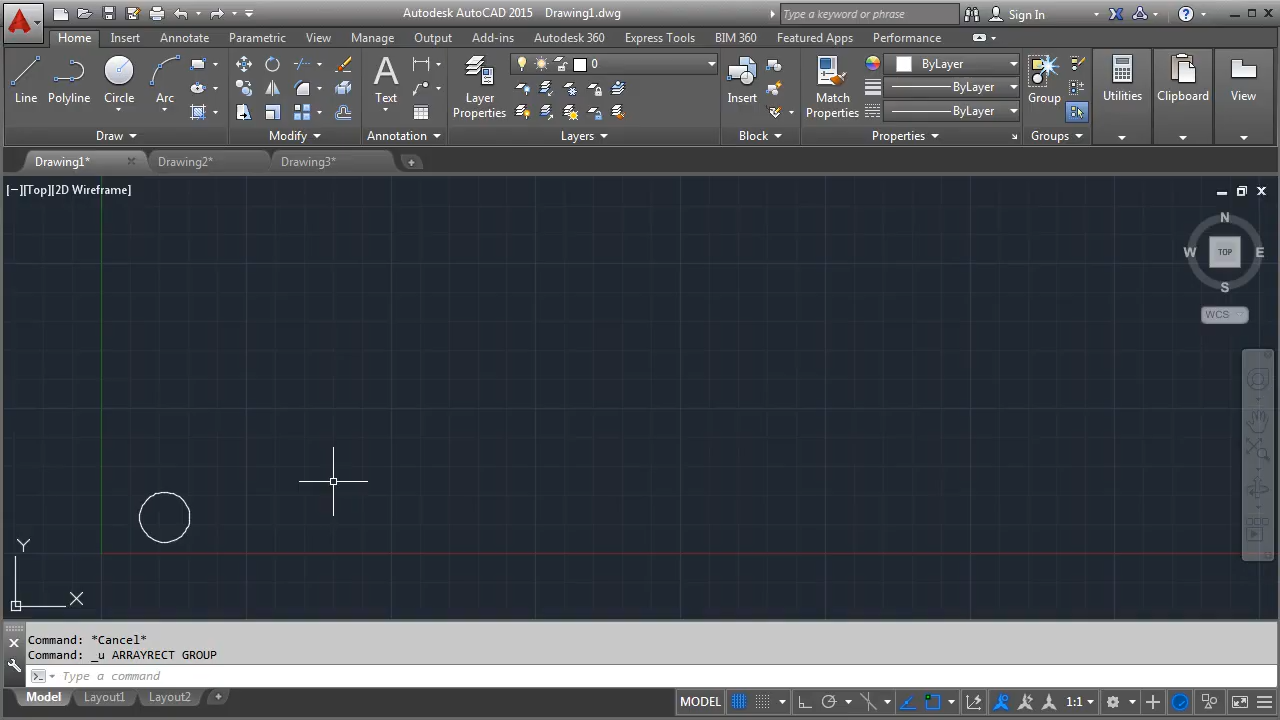 Autodesk AutoCAD 2015 Drawing1.dwg
Type a keyword or phrase
Sign In
Home Insert Annotate Parametric View Manage Output Add-ins Autodesk 360 Express Tools BIM 360 Featured Apps Performance
Line
Polyline
Circle
Arc
Draw
Modify
Text
Annotation
Layer
Properties
0
Layers
Insert
Block
Match
Properties
ByLayer
ByLayer
ByLayer
Properties
Group
Groups
Utilities
Clipboard
View
Drawing1* Drawing2* Drawing3*
[−][Top][2D Wireframe]
N
W TOP E
S
WCS
Y
X
Command: *Cancel*
Command: _u ARRAYRECT GROUP
Type a command
Model Layout1 Layout2
MODEL 1:1